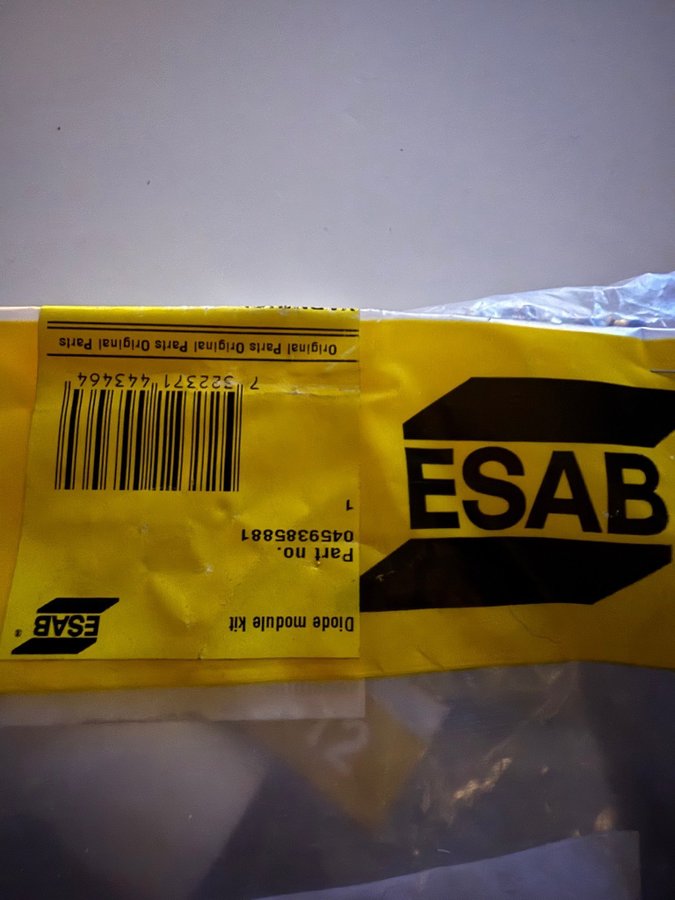 Diode module kit
ESAB®
Part no.
0459385881
1
7 322371 443464
Original Parts Original Parts Original Parts
ESAB